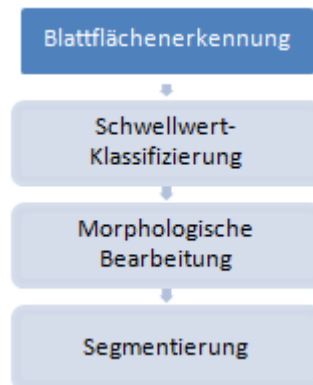 Blattflächenerkennung
Schwellwert-
Klassifizierung
Morphologische
Bearbeitung
Segmentierung